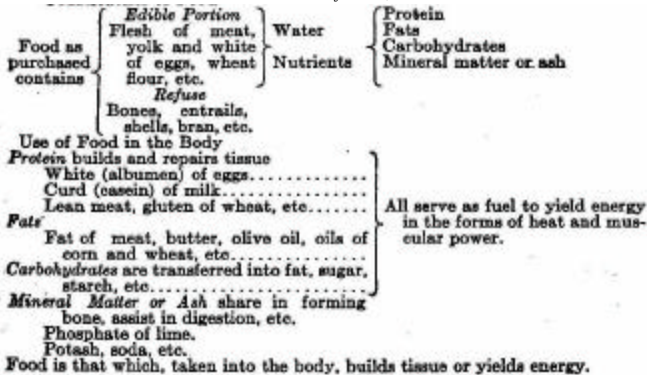 Edible Portion
Food as purchased contains
Flesh of meat, yolk and white of eggs, wheat flour, etc.
Refuse
Bones, entrails, shells, bran, etc.
Water
Nutrients
Protein
Fats
Carbohydrates
Mineral matter or ash
Use of Food in the Body
Protein builds and repairs tissue
White (albumen) of eggs..............
Curd (casein) of milk..............
Lean meat, gluten of wheat, etc.......
Fats
Fat of meat, butter, olive oil, oils of
corn and wheat, etc................
Carbohydrates are transferred into fat, sugar,
starch, etc..........................
All serve as fuel to yield energy
in the forms of heat and mus-
cular power.
Mineral Matter or Ash share in forming
bone, assist in digestion, etc.
Phosphate of lime.
Potash, soda, etc.
Food is that which, taken into the body, builds tissue or yields energy.